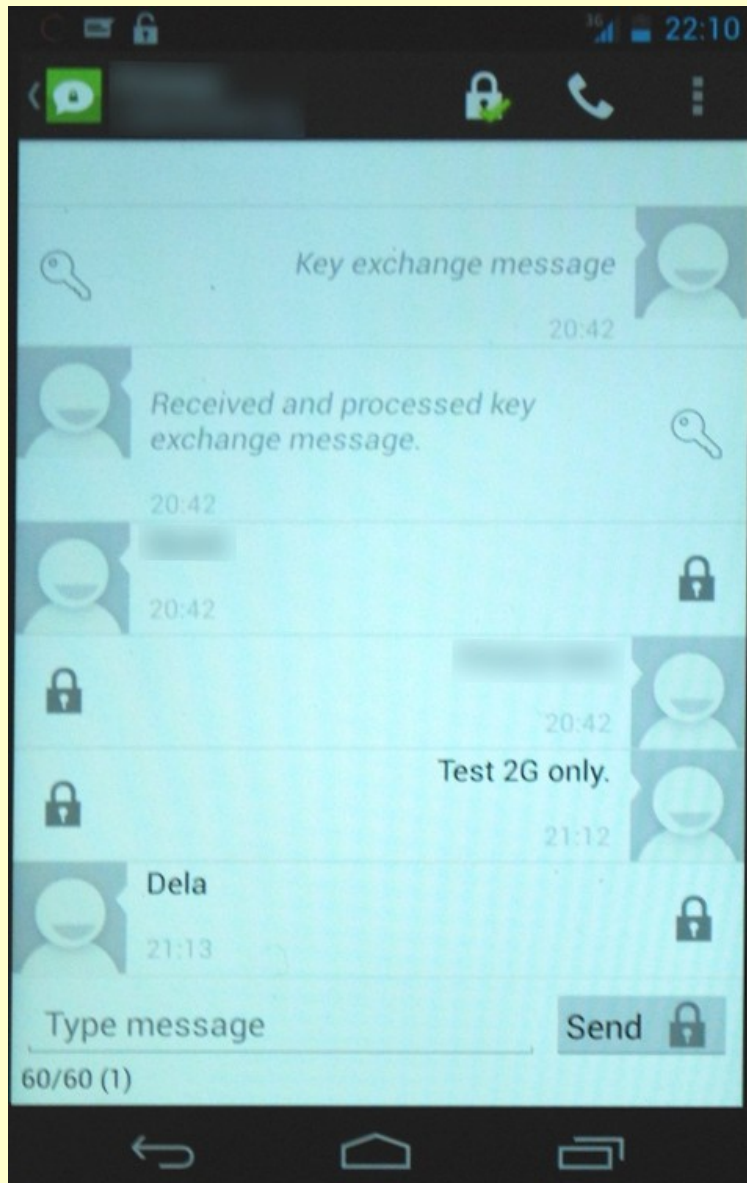 3G
22:10
Key exchange message
20:42
Received and processed key
exchange message.
20:42
20:42
20:42
Test 2G only.
21:12
Dela
21:13
Type message
Send
60/60 (1)